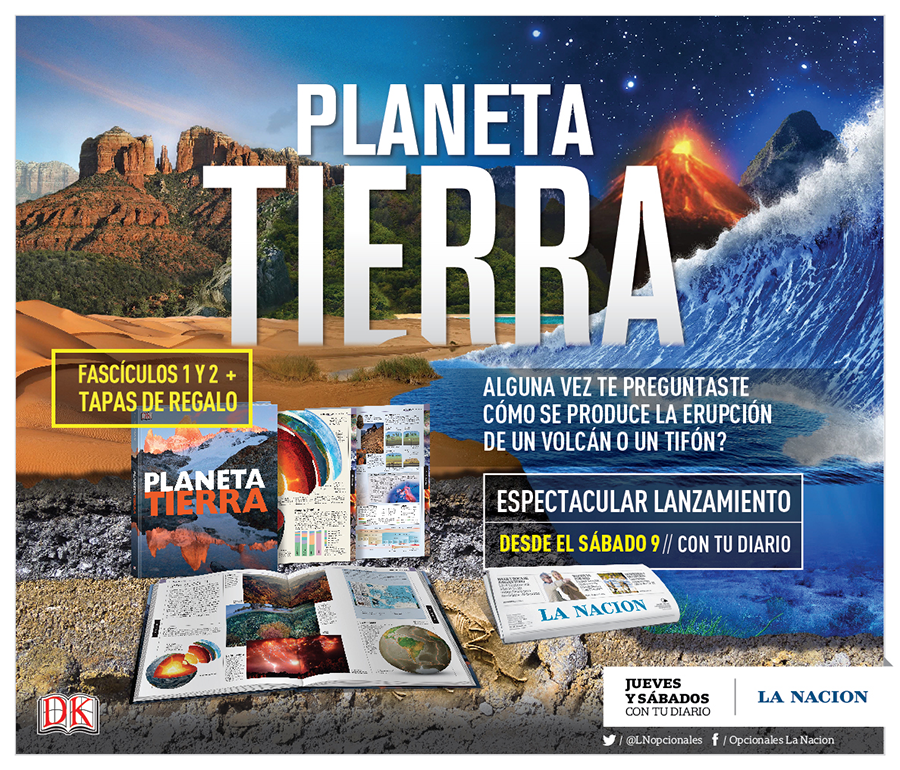 PLANETA
TIERRA
FASCÍCULOS 1 Y 2 +
TAPAS DE REGALO
ALGUNA VEZ TE PREGUNTASTE
CÓMO SE PRODUCE LA ERUPCIÓN
DE UN VOLCÁN O UN TIFÓN?
PLANETA
TIERRA
ESPECTACULAR LANZAMIENTO
DESDE EL SÁBADO 9 // CON TU DIARIO
LA NACION
JUEVES
Y SÁBADOS
CON TU DIARIO
LA NACION
DK
/ @LNopcionales
/ Opcionales La Nacion